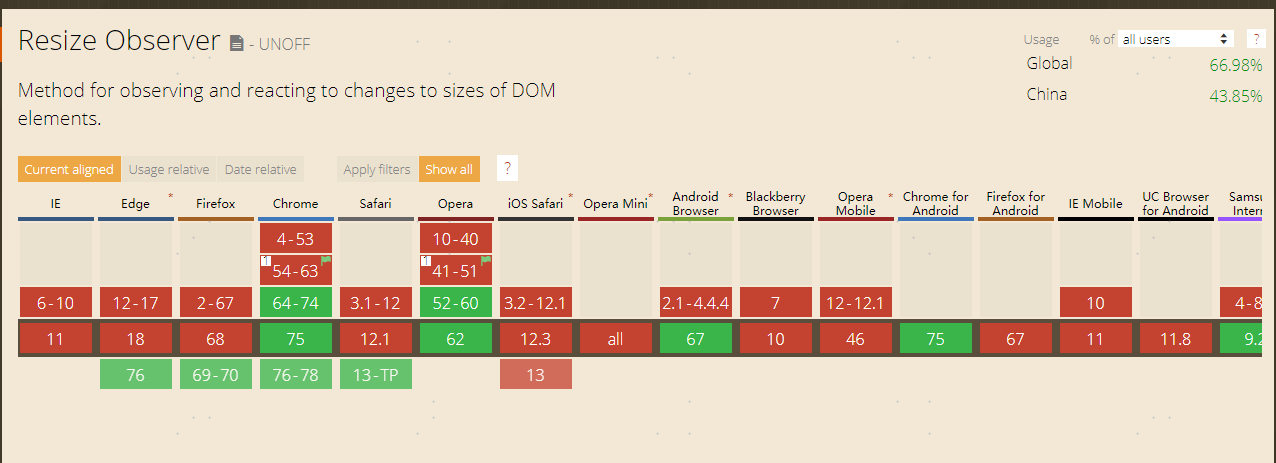 Resize Observer - UNOFF
Usage % of all users ?
Global 66.98%
China 43.85%
Method for observing and reacting to changes to sizes of DOM
elements.
Current aligned Usage relative Date relative Apply filters Show all ?
IE Edge * Firefox Chrome Safari Opera iOS Safari * Opera Mini * Android Browser * Blackberry Browser Opera Mobile * Chrome for Android Firefox for Android IE Mobile UC Browser for Android Samsu Intern
4-53 10-40
1 54-63 1 41-51
6-10 12-17 2-67 64-74 3.1-12 52-60 3.2-12.1 2.1-4.4.4 7 12-12.1 10 4-8
11 18 68 75 12.1 62 12.3 all 67 10 46 75 67 11 11.8 9.2
76 69-70 76-78 13-TP 13